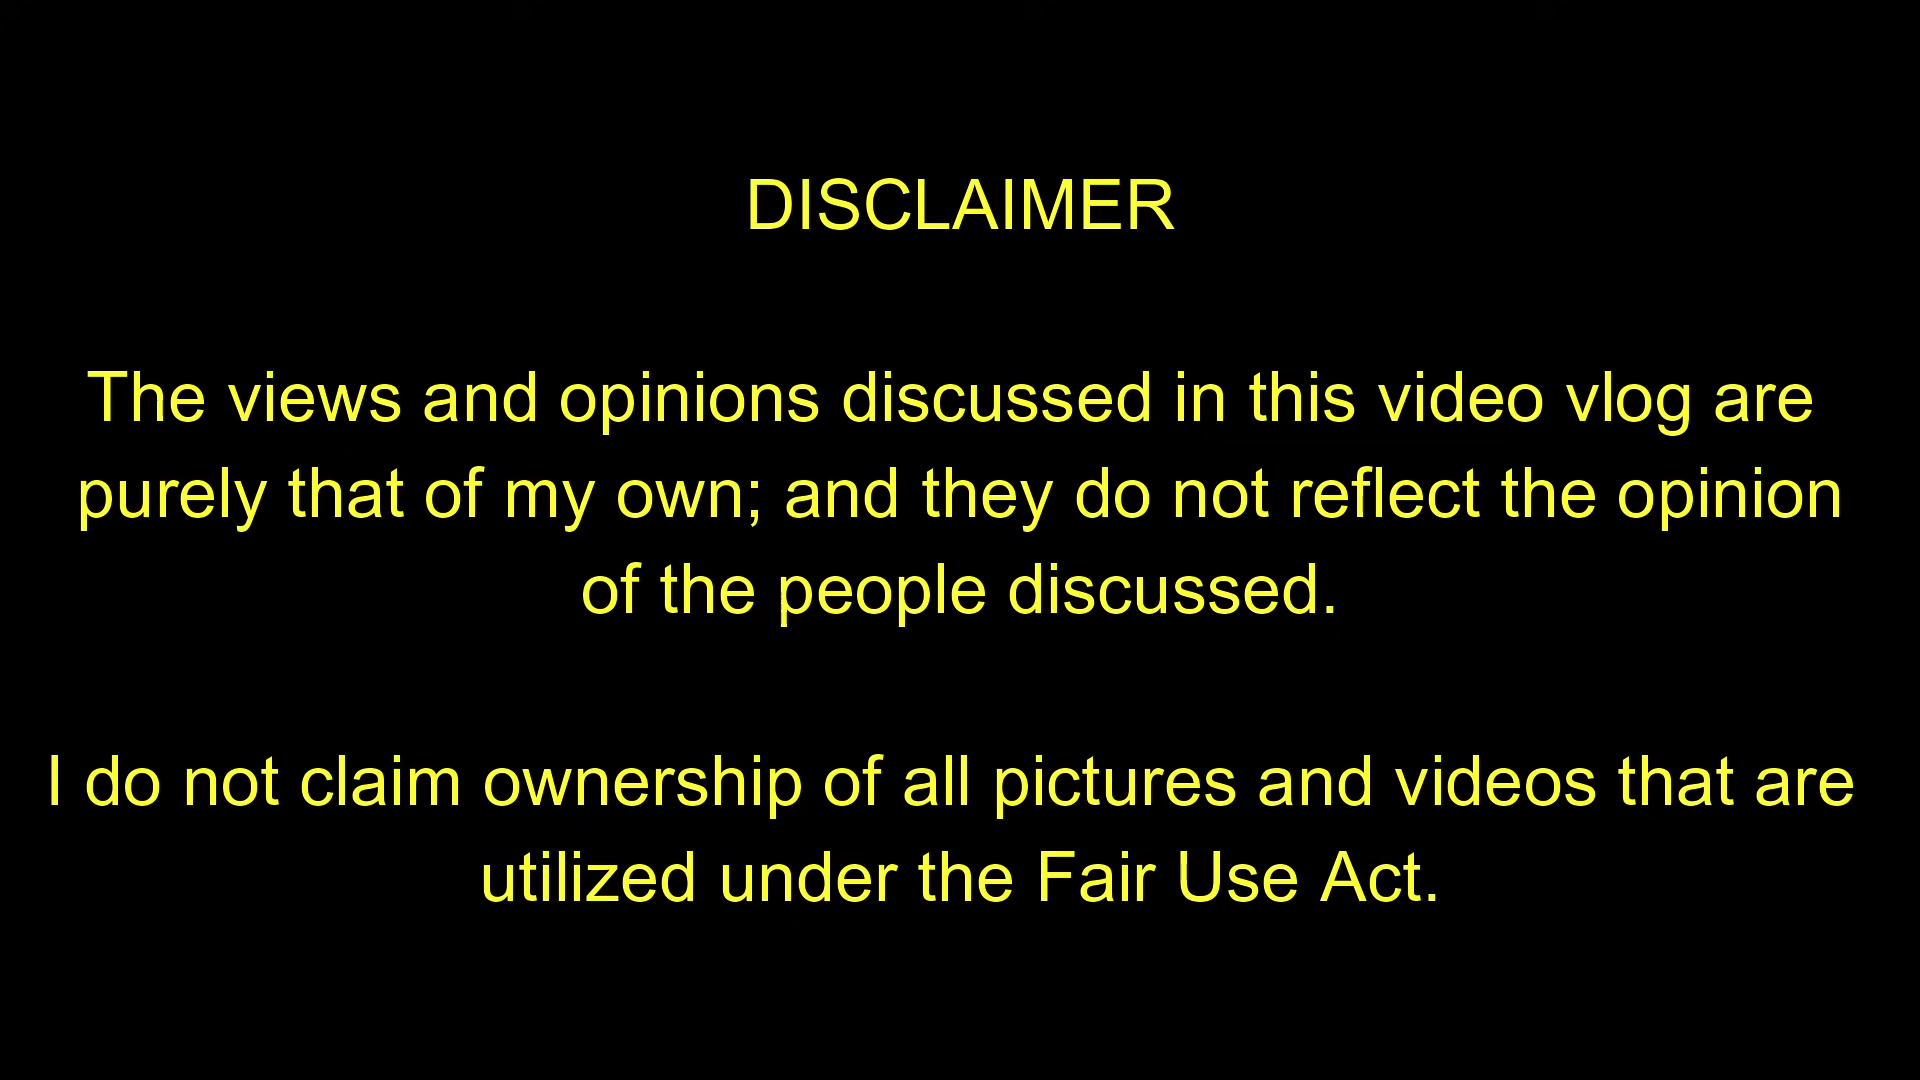 DISCLAIMER
The views and opinions discussed in this video vlog are
purely that of my own; and they do not reflect the opinion
of the people discussed.
I do not claim ownership of all pictures and videos that are
utilized under the Fair Use Act.